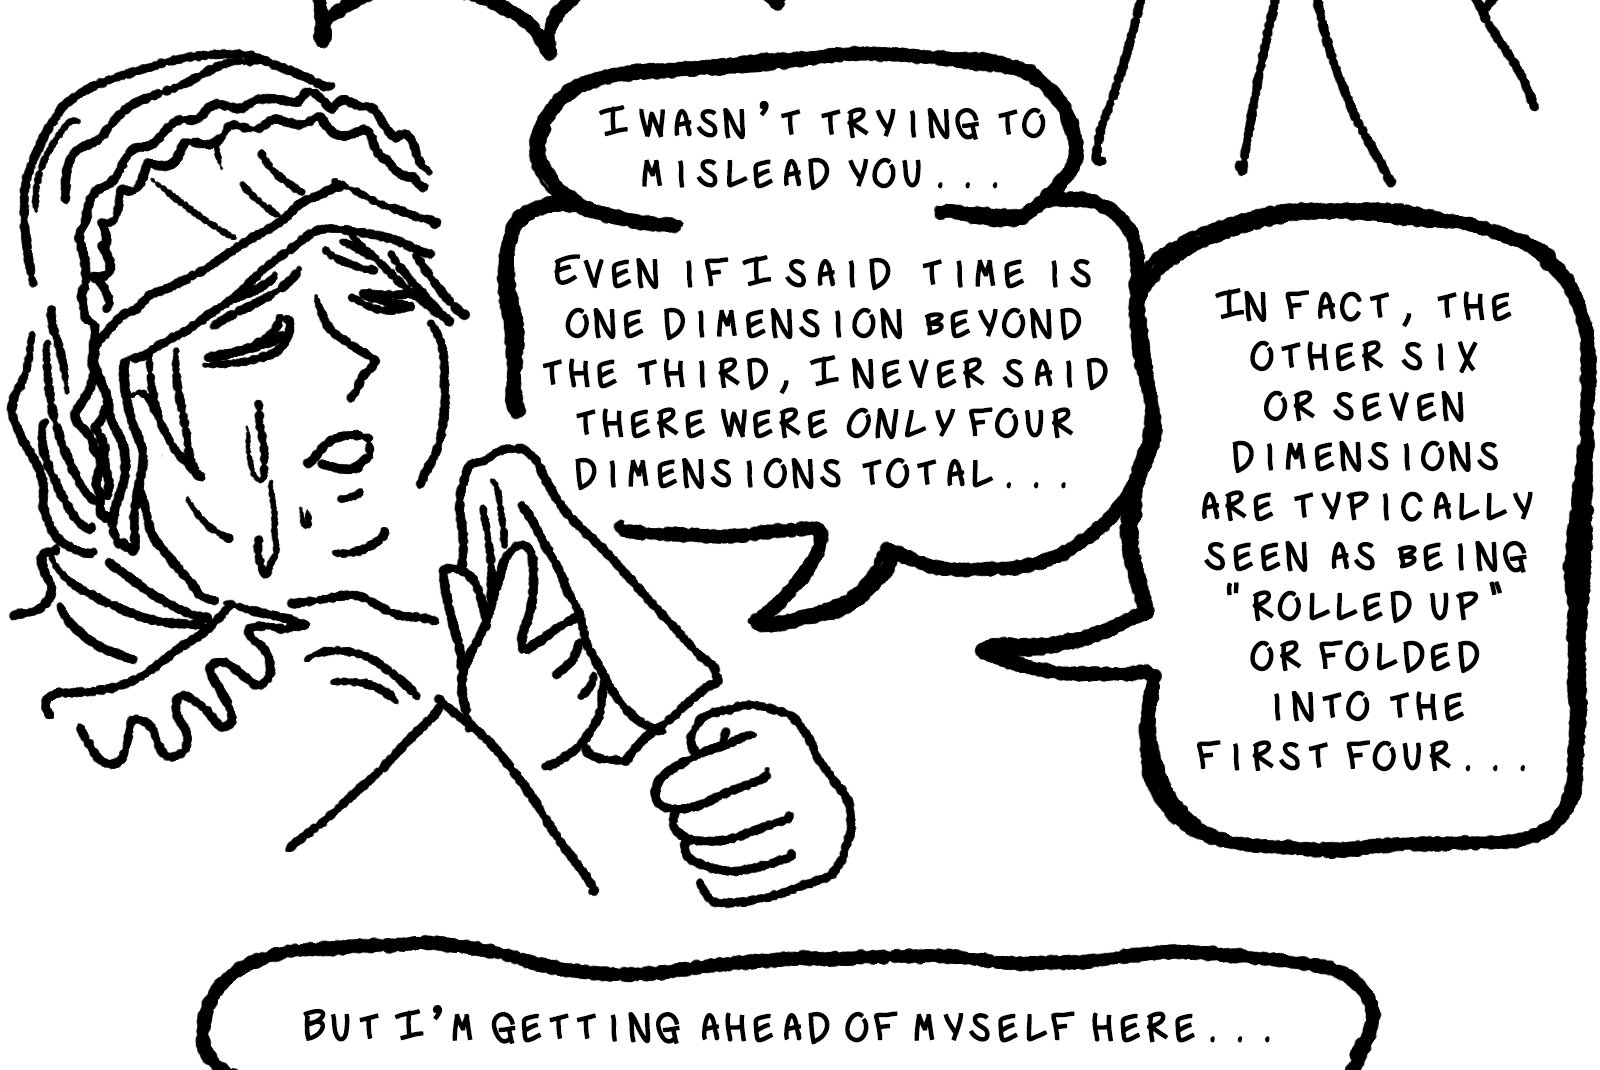 I WASN'T TRYING TO
MISLEAD YOU...
EVEN IF I SAID TIME IS
ONE DIMENSION BEYOND
THE THIRD, I NEVER SAID
THERE WERE ONLY FOUR
DIMENSIONS TOTAL...
IN FACT, THE
OTHER SIX
OR SEVEN
DIMENSIONS
ARE TYPICALLY
SEEN AS BEING
"ROLLED UP"
OR FOLDED
INTO THE
FIRST FOUR...
BUT I'M GETTING AHEAD OF MYSELF HERE...